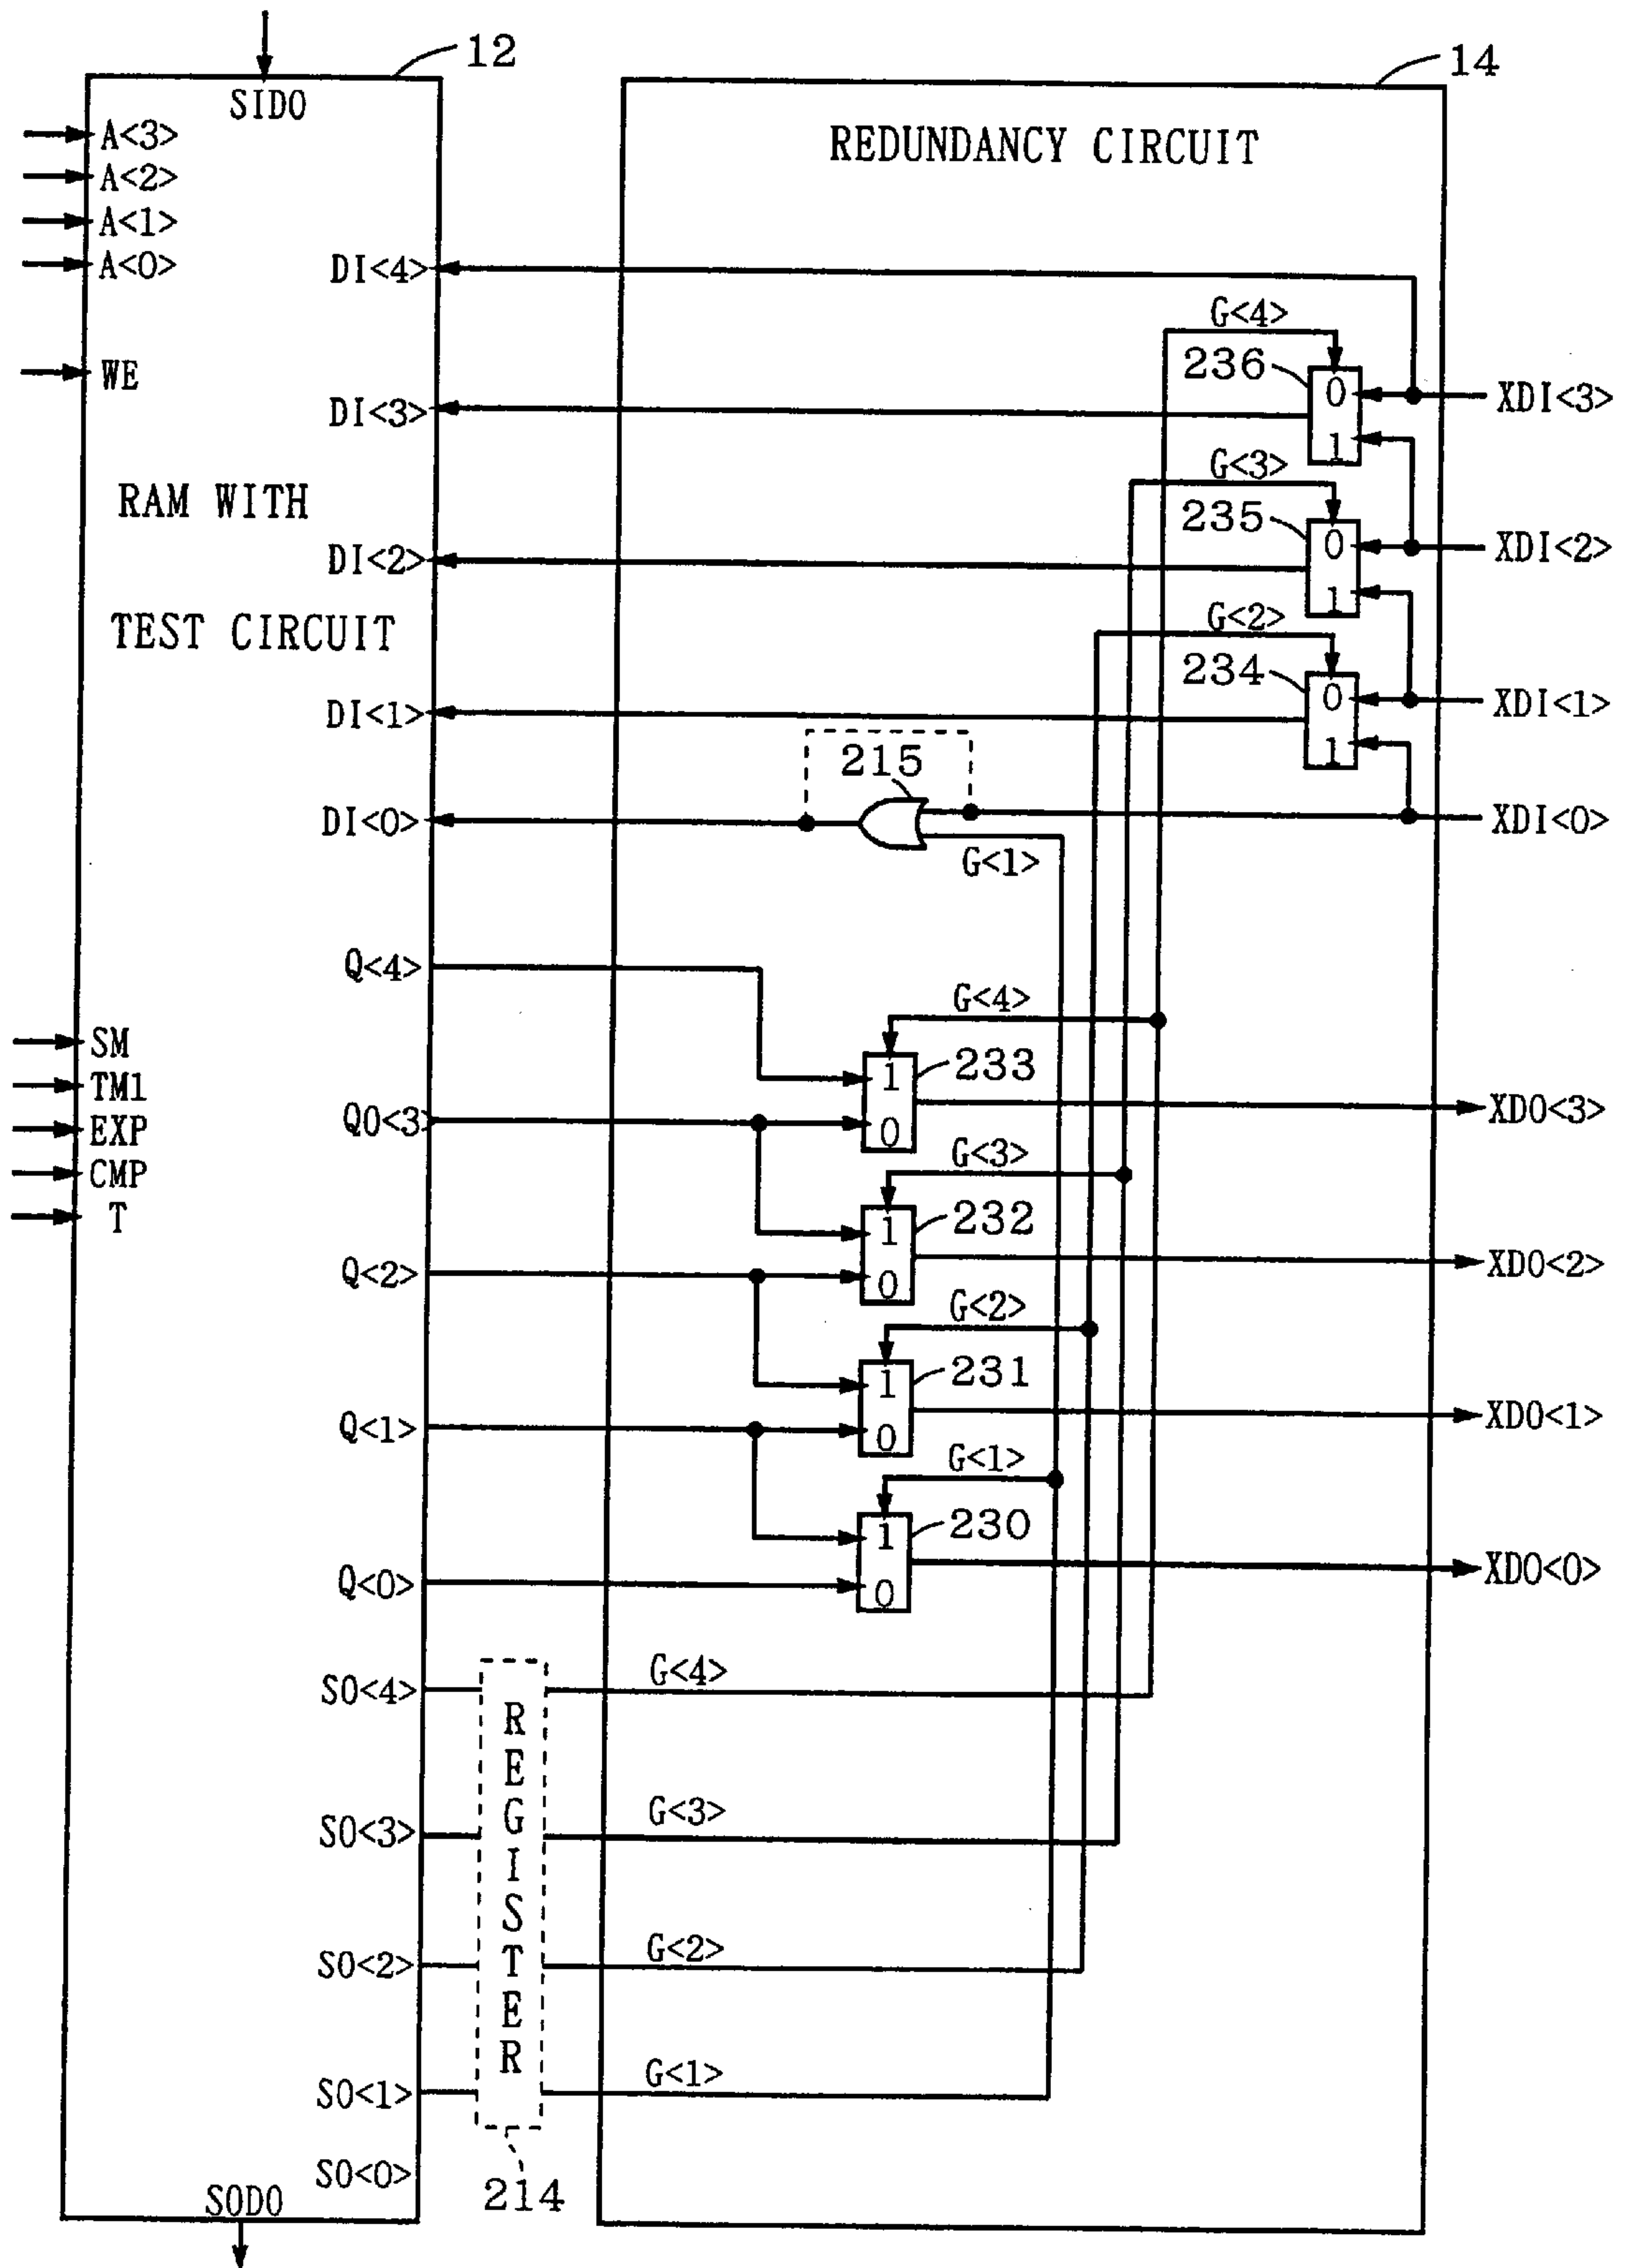 12
14
SIDO
REDUNDANCY CIRCUIT
A<3>
A<2>
A<1>
A<0>
DI<4>
G<4>
236
0
1
WE
XDI<3>
DI<3>
G<3>
235
0
1
RAM WITH
XDI<2>
DI<2>
G<2>
234
0
1
TEST CIRCUIT
XDI<1>
DI<1>
215
DI<0>
XDI<0>
G<1>
Q<4>
G<4>
SM
1
0
233
TM1
Q0<3>
XDO<3>
EXP
CMP
G<3>
T
1
0
232
Q<2>
XDO<2>
G<2>
1
0
231
Q<1>
XDO<1>
G<1>
1
0
230
Q<0>
XDO<0>
SO<4>
G<4>
REGISTER
SO<3>
G<3>
SO<2>
G<2>
SO<1>
G<1>
SO<0>
214
SODO